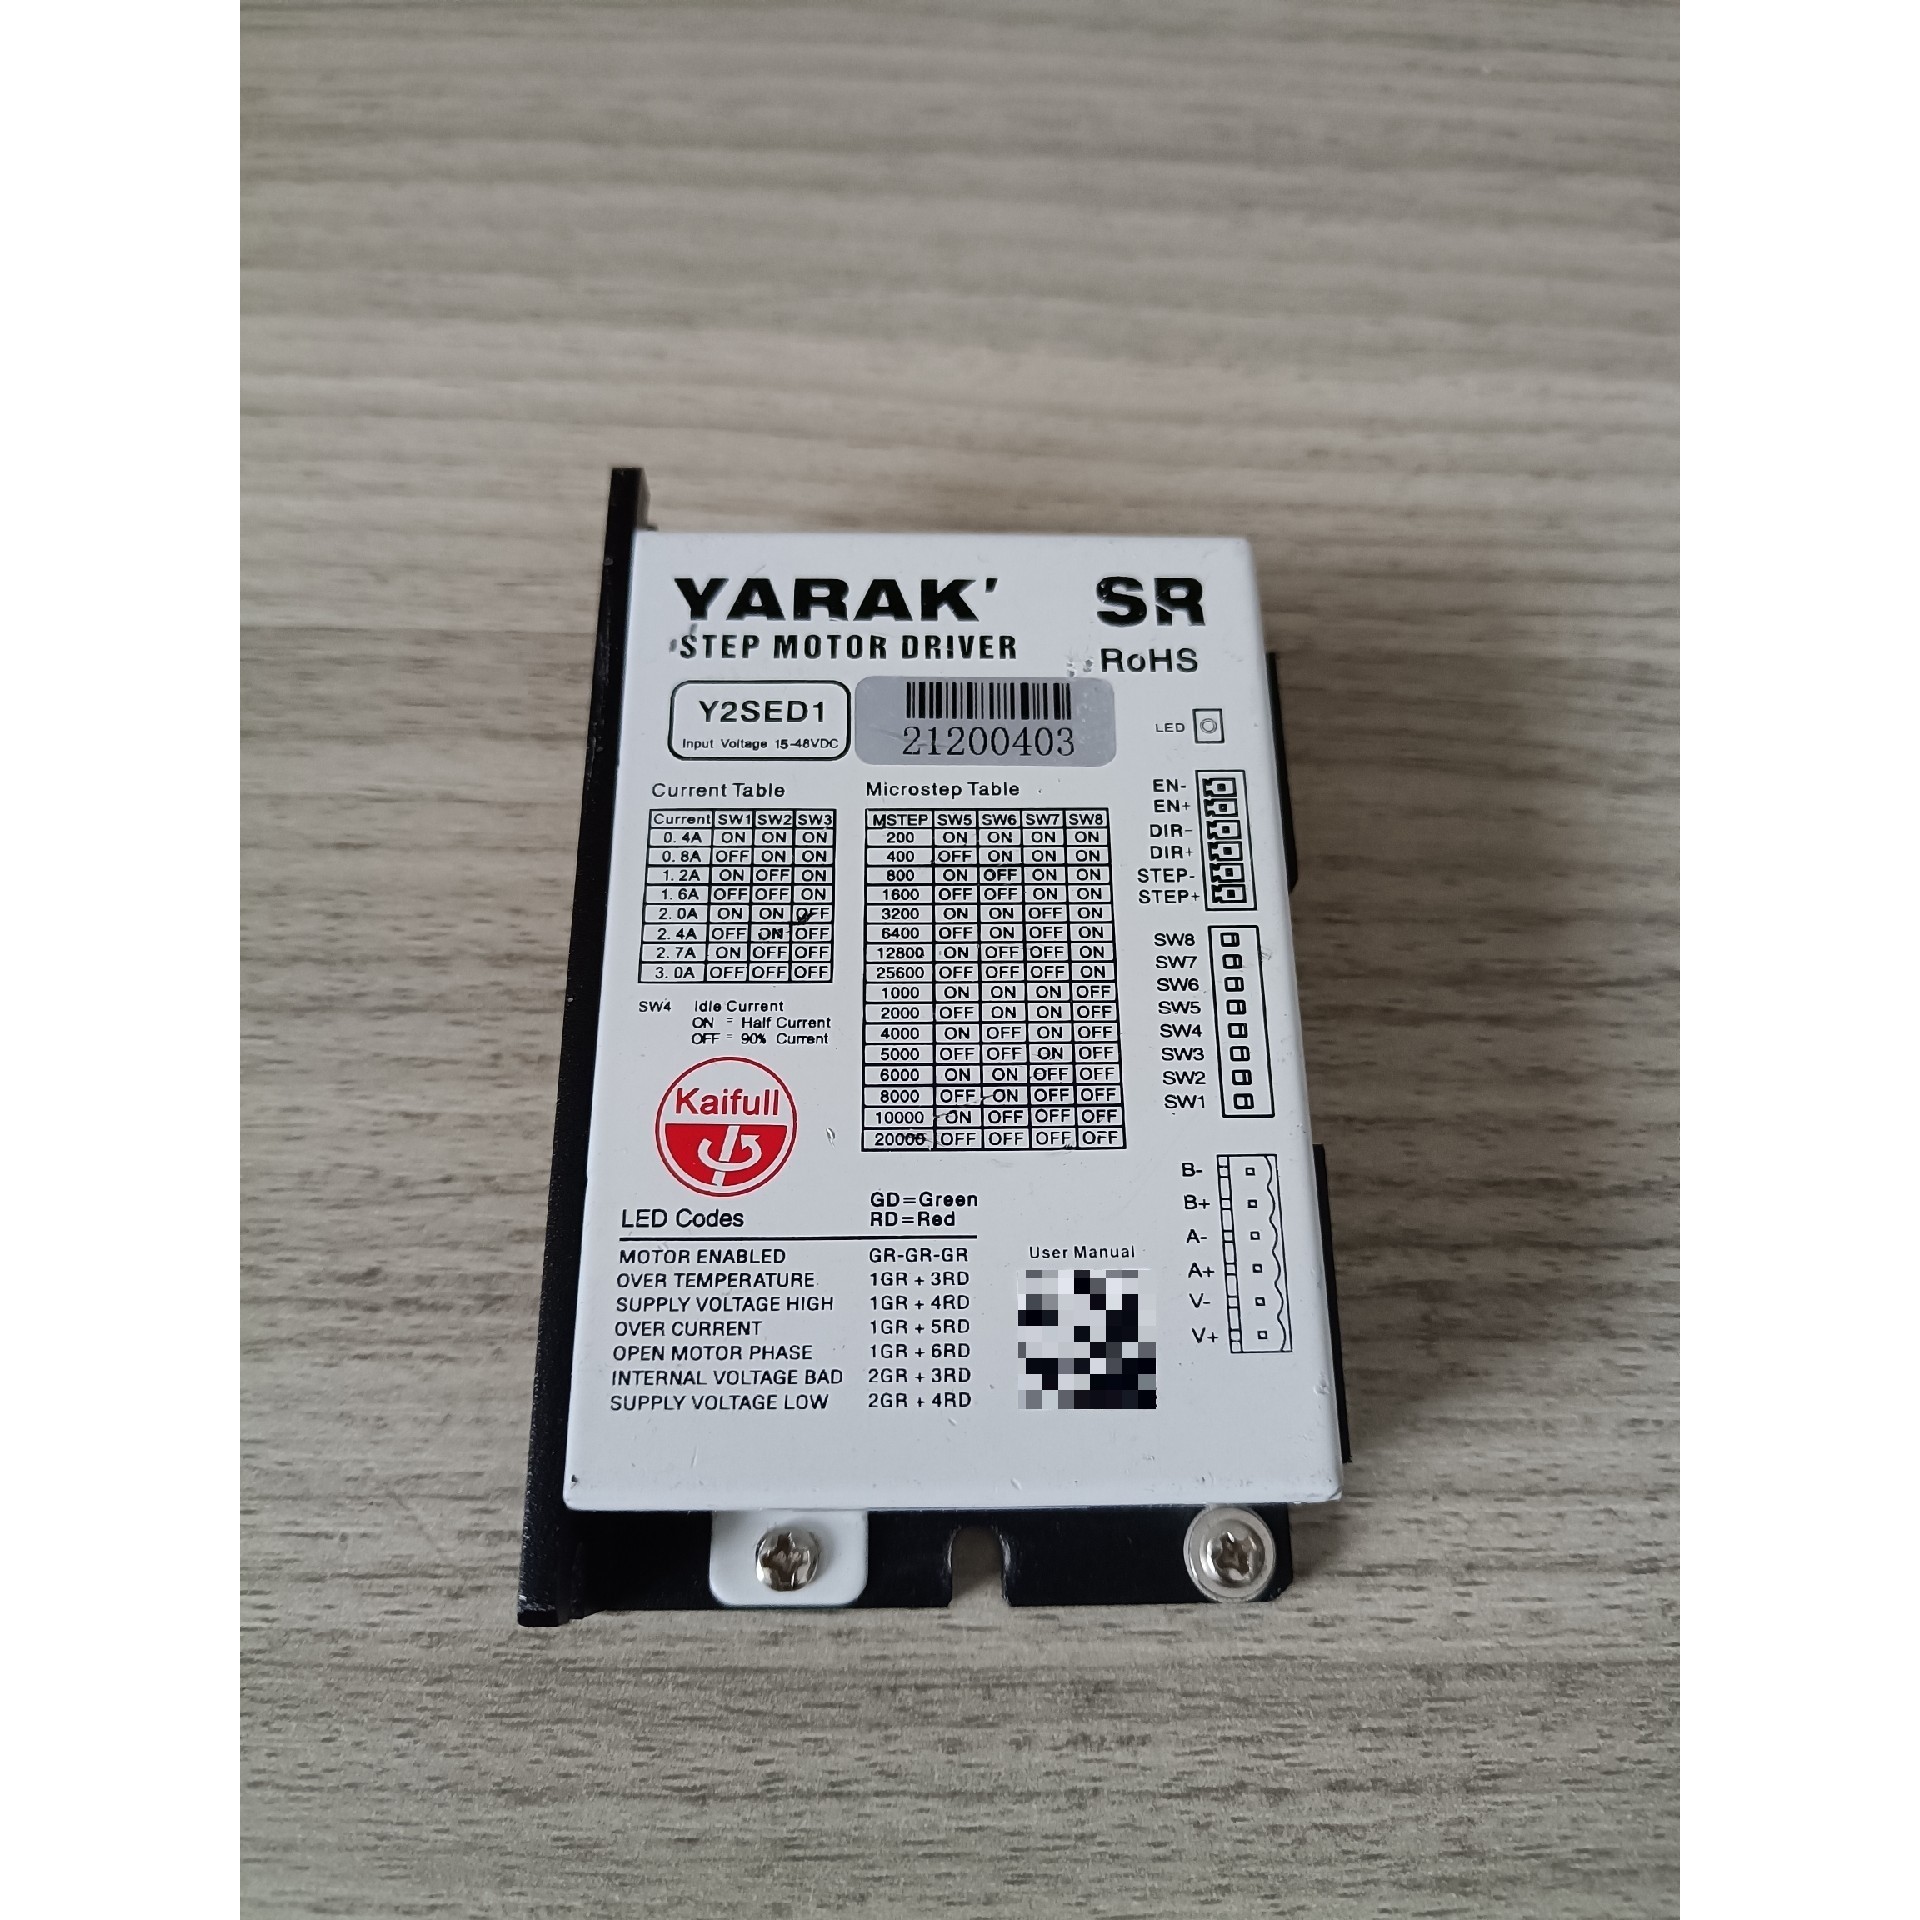 YARAK' SR
STEP MOTOR DRIVER
RoHS
Y2SED1
Input Voltage 15-48VDC
21200403
LED
Current Table
Current SW1 SW2 SW3
0.4A ON ON ON
0.8A OFF ON ON
1.2A ON OFF ON
1.6A OFF OFF ON
2.0A ON ON OFF
2.4A OFF ON OFF
2.7A ON OFF OFF
3.0A OFF OFF OFF
SW4 Idle Current
ON = Half Current
OFF = 90% Current
Microstep Table
MSTEP SW5 SW6 SW7 SW8
200 ON ON ON ON
400 OFF ON ON ON
800 ON OFF ON ON
1600 OFF OFF ON ON
3200 ON ON OFF ON
6400 OFF ON OFF ON
12800 ON OFF OFF ON
25600 OFF OFF OFF ON
1000 ON ON ON OFF
2000 OFF ON ON OFF
4000 ON OFF ON OFF
5000 OFF OFF ON OFF
6000 ON ON OFF OFF
8000 OFF ON OFF OFF
10000 ON OFF OFF OFF
20000 OFF OFF OFF OFF
EN-
EN+
DIR-
DIR+
STEP-
STEP+
SW8
SW7
SW6
SW5
SW4
SW3
SW2
SW1
B-
B+
A-
A+
V-
V+
Kaifull
GD=Green
LED Codes RD=Red
MOTOR ENABLED GR-GR-GR
OVER TEMPERATURE 1GR + 3RD
SUPPLY VOLTAGE HIGH 1GR + 4RD
OVER CURRENT 1GR + 5RD
OPEN MOTOR PHASE 1GR + 6RD
INTERNAL VOLTAGE BAD 2GR + 3RD
SUPPLY VOLTAGE LOW 2GR + 4RD
User Manual